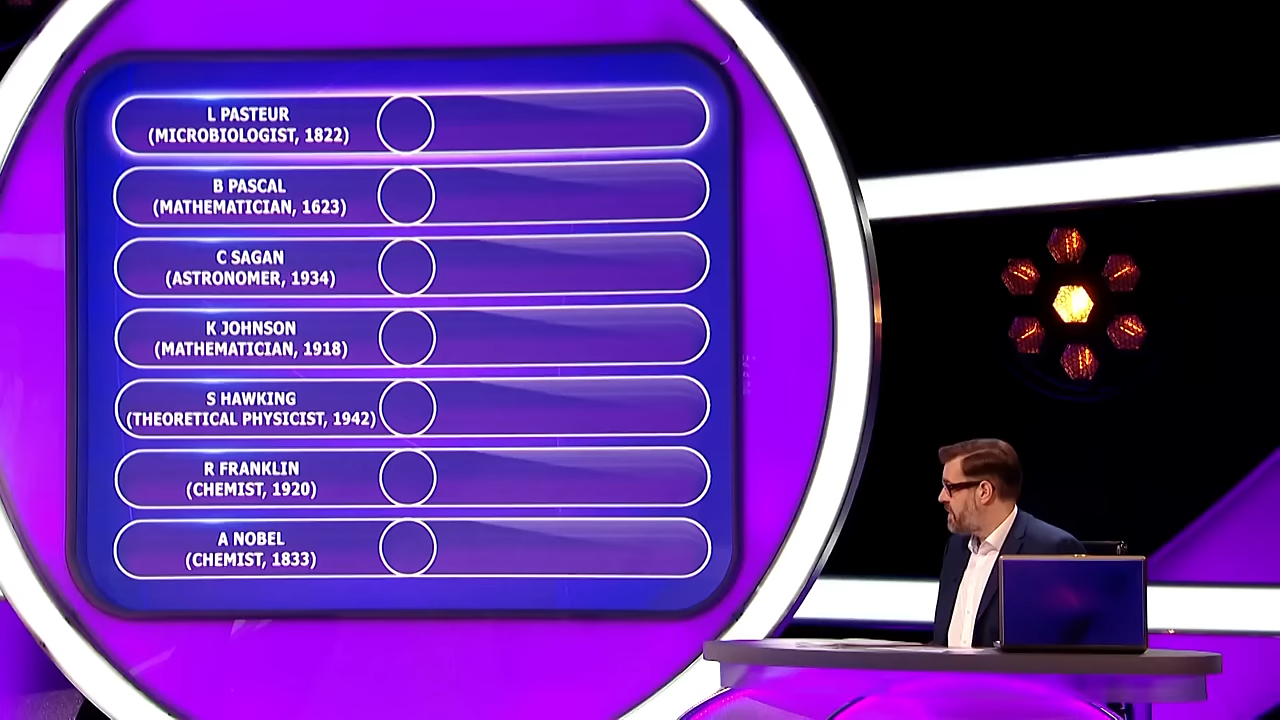 L PASTEUR
(MICROBIOLOGIST, 1822)
B PASCAL
(MATHEMATICIAN, 1623)
C SAGAN
(ASTRONOMER, 1934)
K JOHNSON
(MATHEMATICIAN, 1918)
S HAWKING
(THEORETICAL PHYSICIST, 1942)
R FRANKLIN
(CHEMIST, 1920)
A NOBEL
(CHEMIST, 1833)